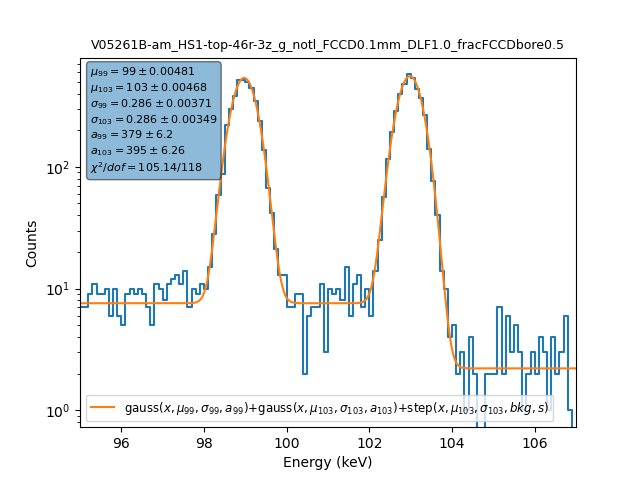 V05261B-am_HS1-top-46r-3z_g_notl_FCCD0.1mm_DLF1.0_fracFCCDbore0.5
μ₉₉ = 99 ± 0.00481
μ₁₀₃ = 103 ± 0.00468
σ₉₉ = 0.286 ± 0.00371
σ₁₀₃ = 0.286 ± 0.00349
a₉₉ = 379 ± 6.2
a₁₀₃ = 395 ± 6.26
χ²/dof = 105.14/118
10²
10¹
10⁰
Counts
gauss(x, μ₉₉, σ₉₉, a₉₉)+gauss(x, μ₁₀₃, σ₁₀₃, a₁₀₃)+step(x, μ₁₀₃, σ₁₀₃, bkg, s)
96 98 100 102 104 106
Energy (keV)